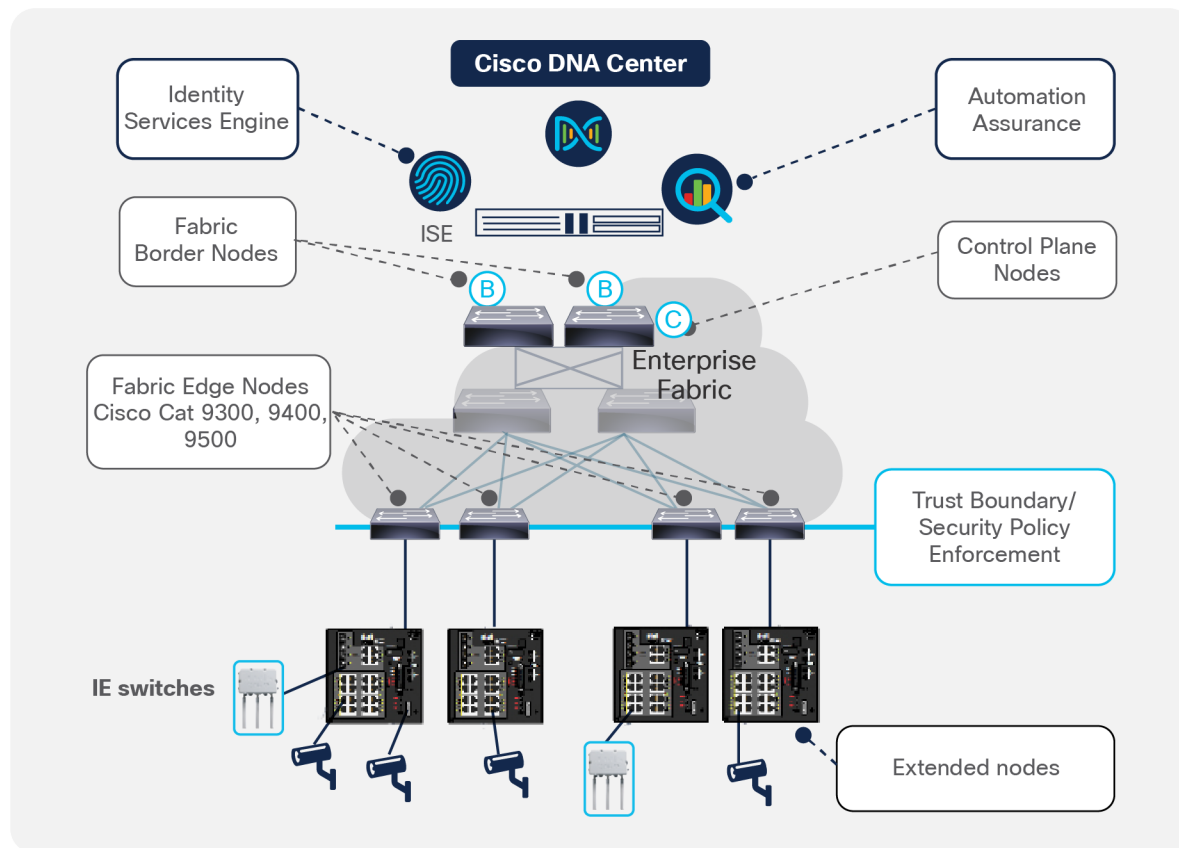 Cisco DNA Center
Identity
Services Engine
Automation
Assurance
ISE
Fabric
Border Nodes
Control Plane
Nodes
B
B
C
Enterprise
Fabric
Fabric Edge Nodes
Cisco Cat 9300, 9400,
9500
Trust Boundary/
Security Policy
Enforcement
IE switches
Extended nodes